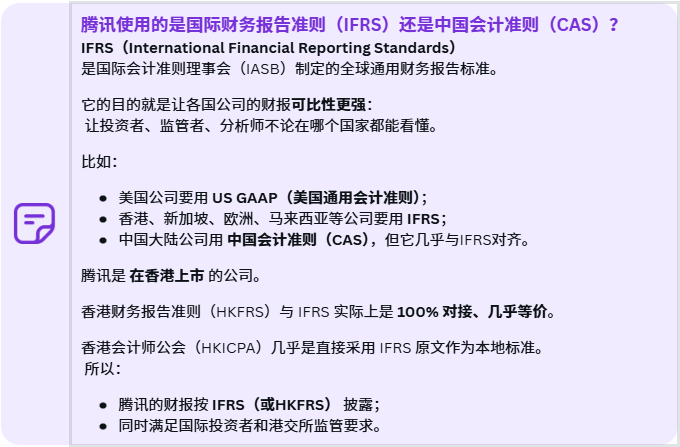 腾讯使用的是国际财务报告准则（IFRS）还是中国会计准则（CAS）？
IFRS（International Financial Reporting Standards）
是国际会计准则理事会（IASB）制定的全球通用财务报告标准。
它的目的就是让各国公司的财报可比性更强：
让投资者、监管者、分析师不论在哪个国家都能看懂。
比如：
• 美国公司要用 US GAAP（美国通用会计准则）；
• 香港、新加坡、欧洲、马来西亚等公司要用 IFRS；
• 中国大陆公司用 中国会计准则（CAS），但它几乎与IFRS对齐。
腾讯是 在香港上市 的公司。
香港财务报告准则（HKFRS）与 IFRS 实际上是 100% 对接、几乎等价。
香港会计师公会（HKICPA）几乎是直接采用 IFRS 原文作为本地标准。
所以：
• 腾讯的财报按 IFRS（或HKFRS） 披露；
• 同时满足国际投资者和港交所监管要求。